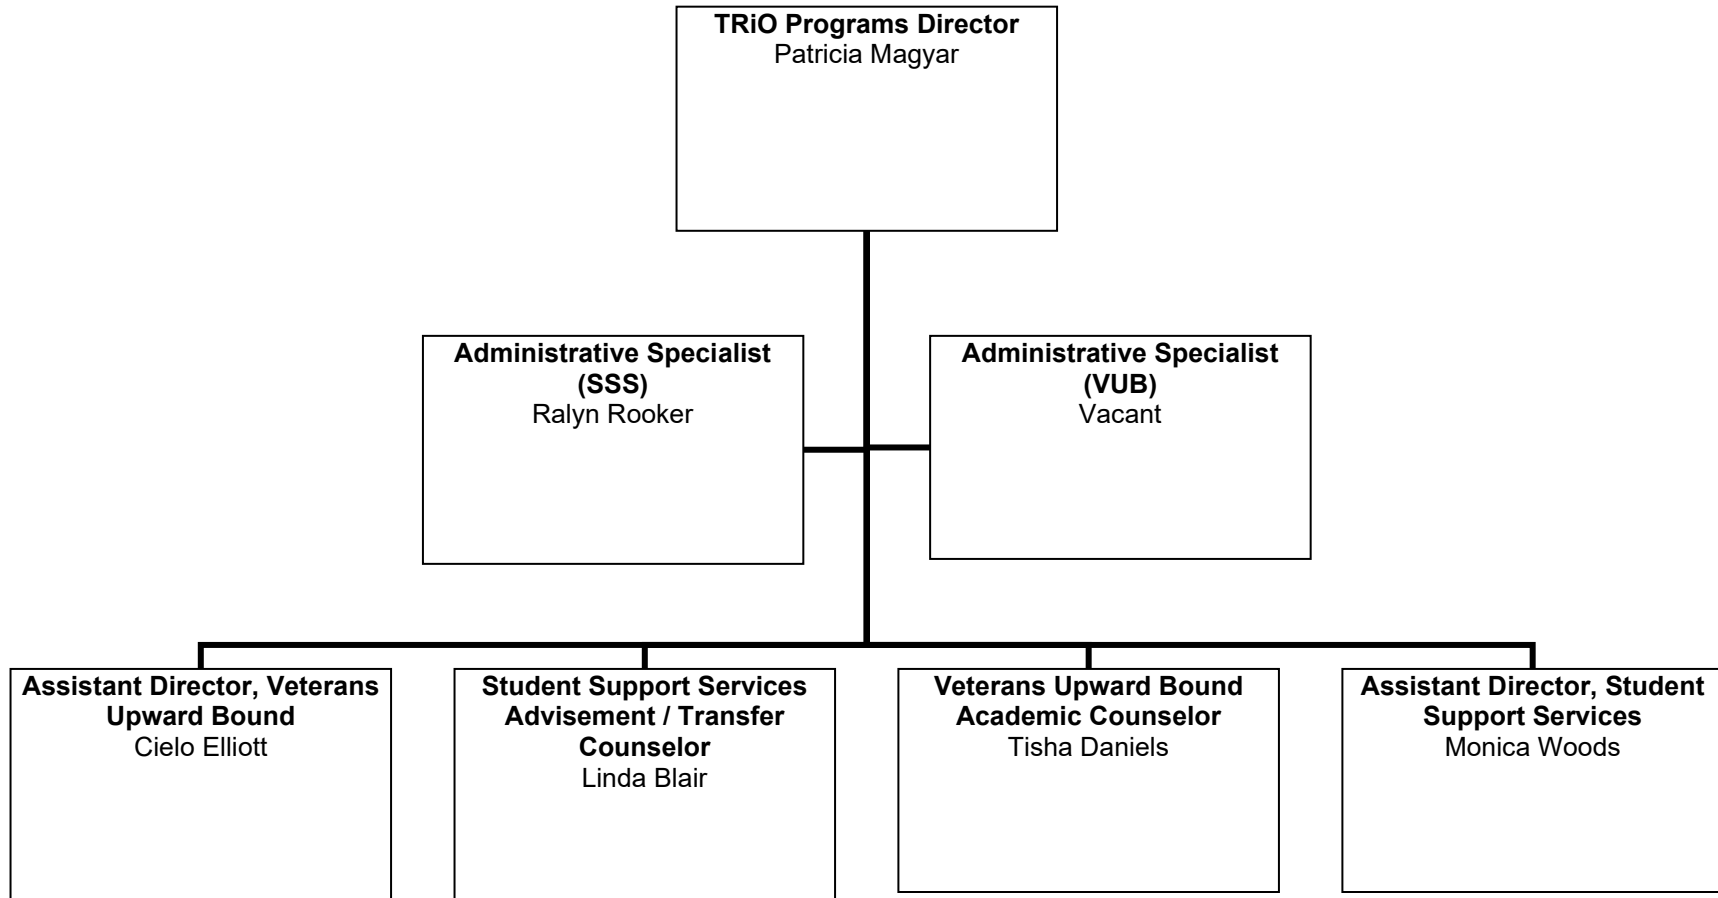 TRiO Programs Director
Patricia Magyar
Administrative Specialist
(SSS)
Ralyn Rooker
Administrative Specialist
(VUB)
Vacant
Assistant Director, Veterans
Upward Bound
Cielo Elliott
Student Support Services
Advisement / Transfer
Counselor
Linda Blair
Veterans Upward Bound
Academic Counselor
Tisha Daniels
Assistant Director, Student
Support Services
Monica Woods